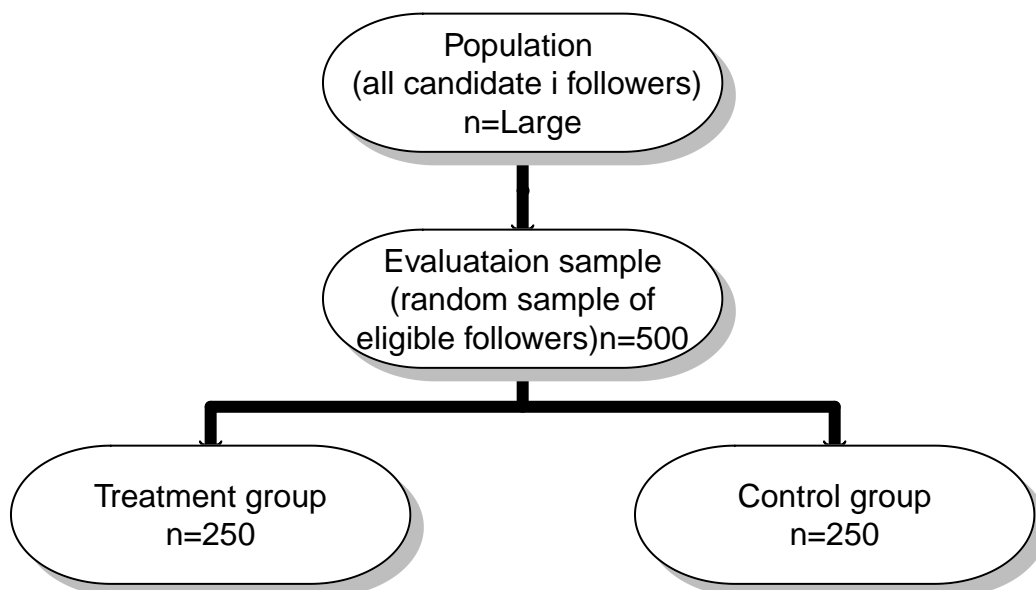 Population
(all candidate i followers)
n=Large
Evaluataion sample
(random sample of
eligible followers)n=500
Treatment group
n=250
Control group
n=250